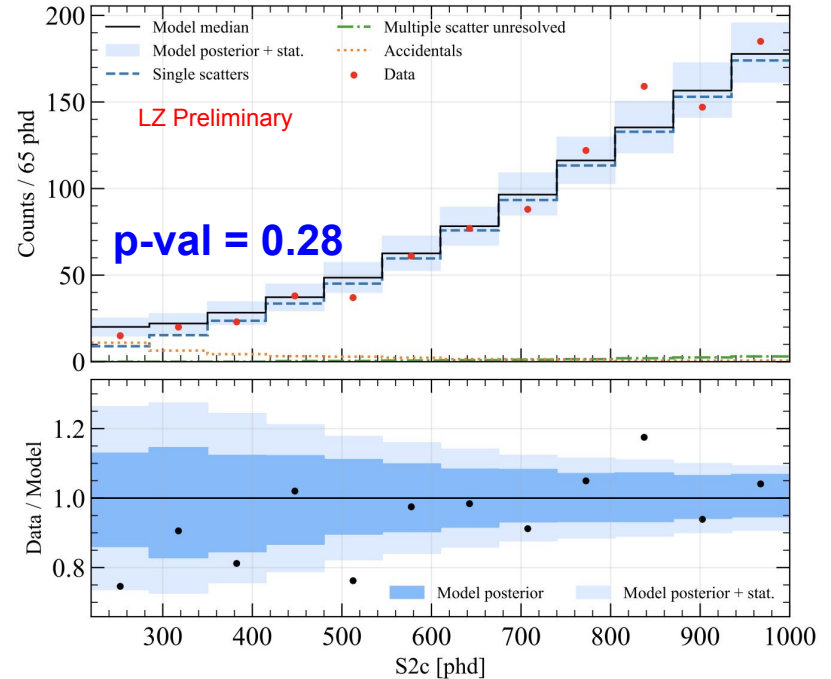 200
150
100
50
0
Counts / 65 phd
Model median
Model posterior + stat.
Single scatters
Multiple scatter unresolved
Accidentals
Data
LZ Preliminary
p-val = 0.28
1.2
1.0
0.8
Data / Model
Model posterior
Model posterior + stat.
300 400 500 600 700 800 900 1000
S2c [phd]